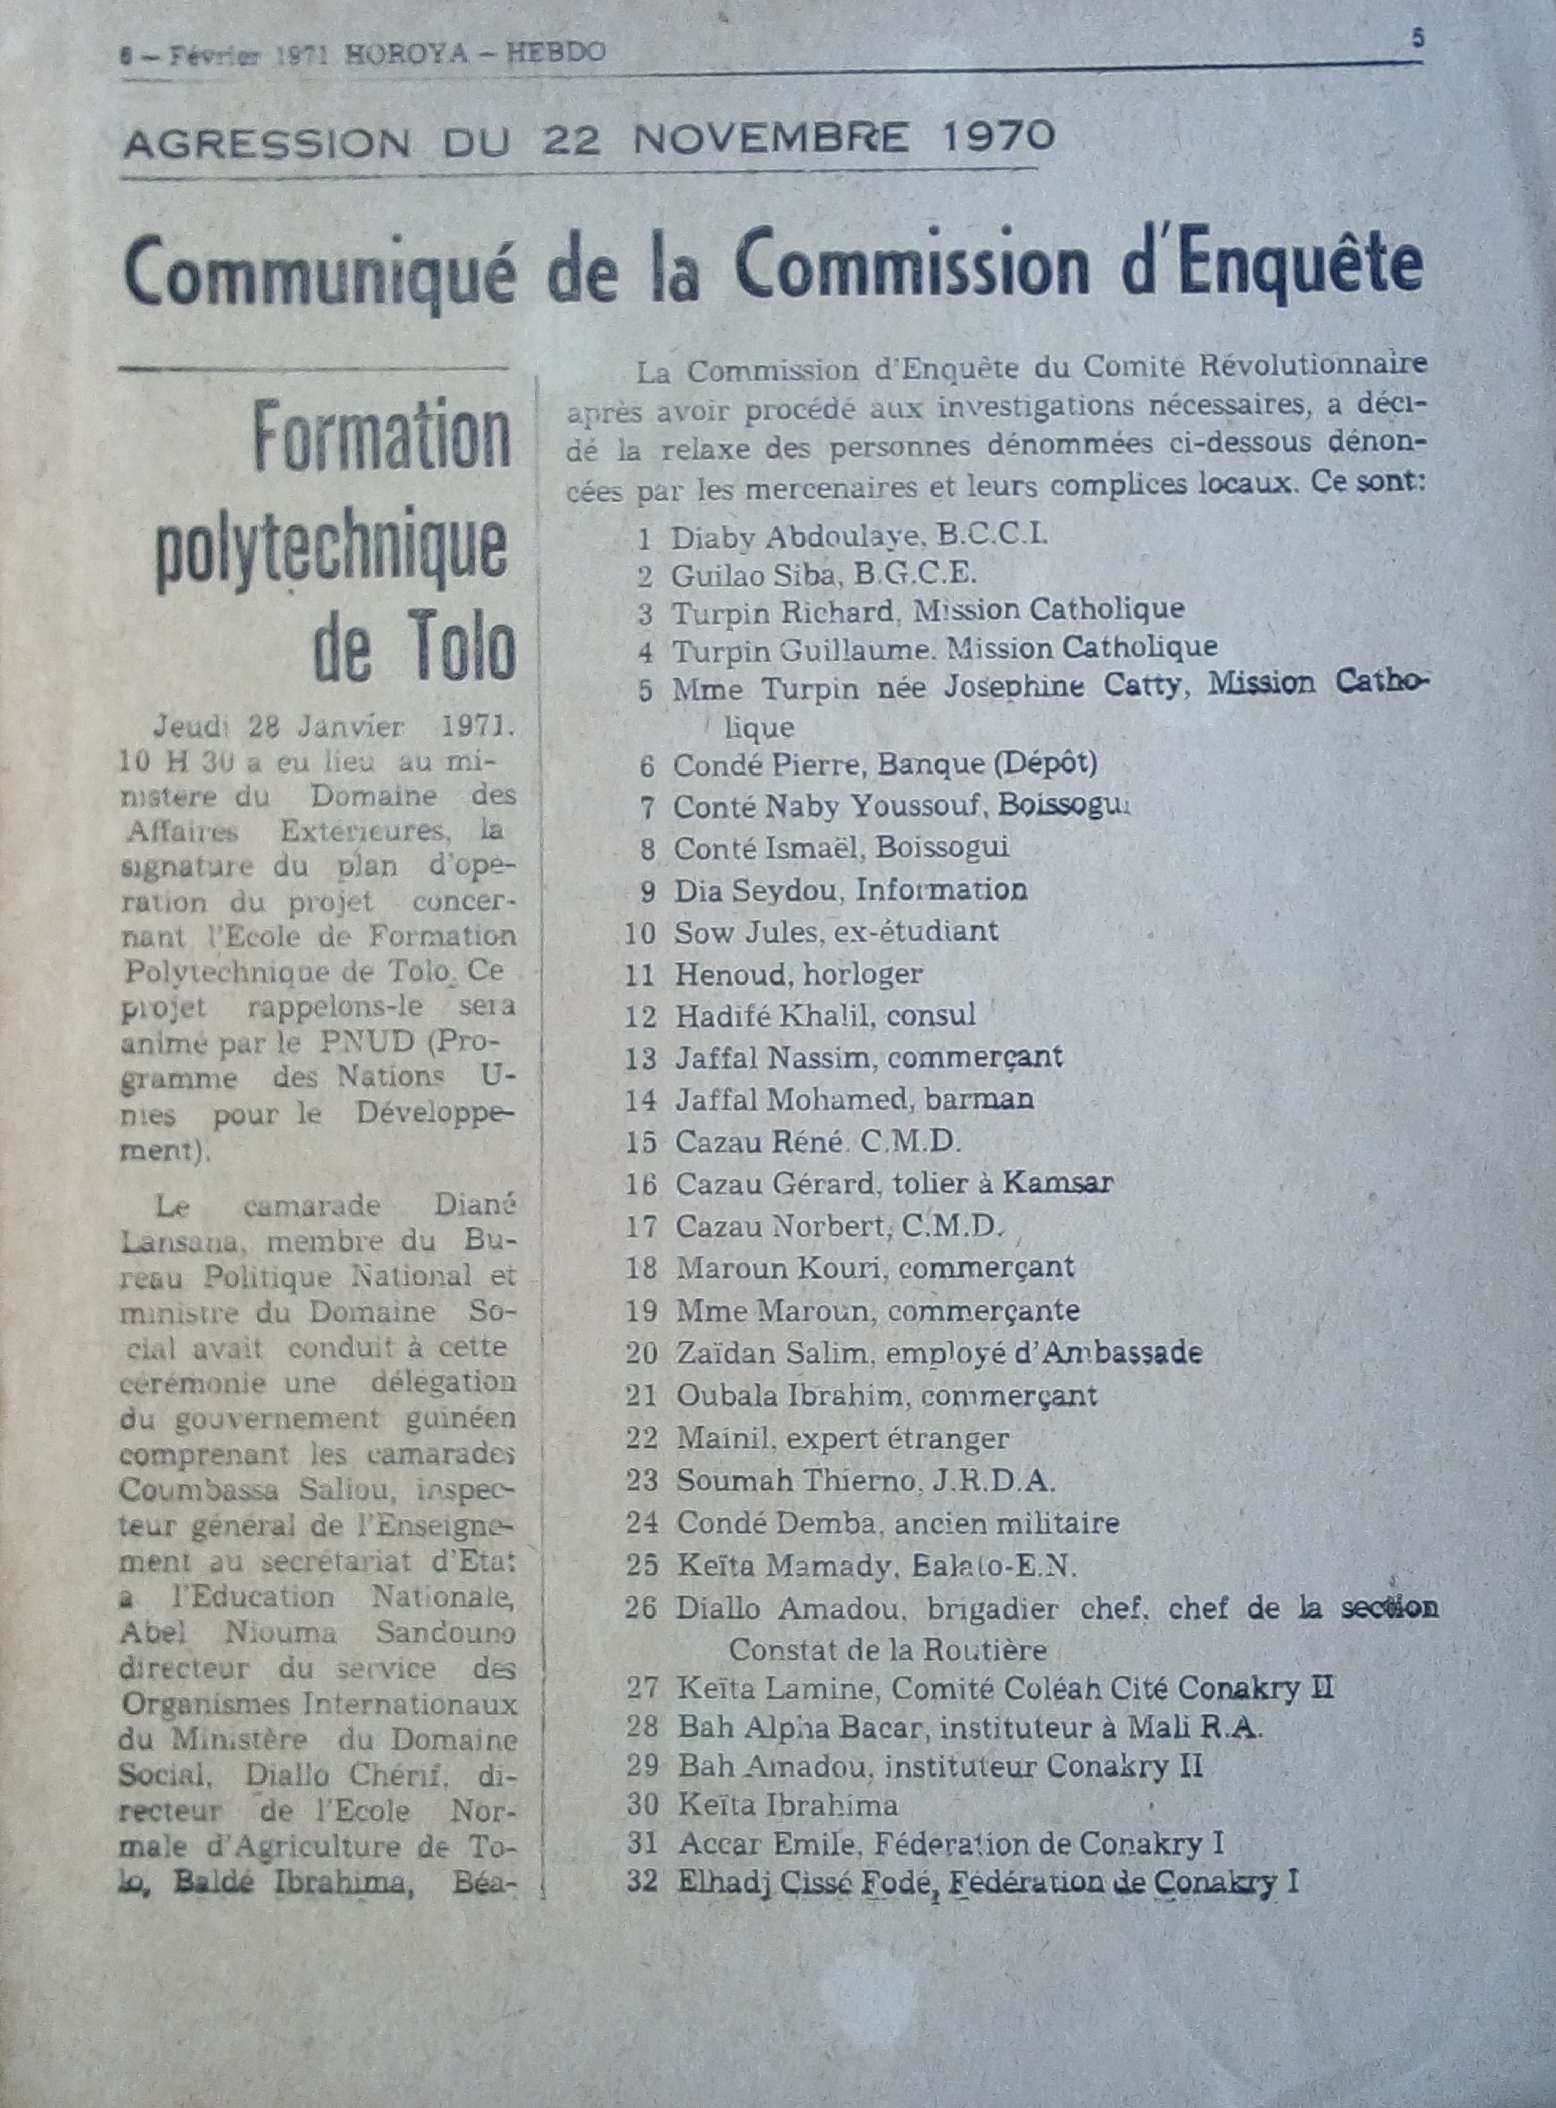 6 — Février 1971 HOROYA — HEBDO
5
AGRESSION DU 22 NOVEMBRE 1970
Communiqué de la Commission d'Enquête
Formation
polytechnique
de Tolo
Jeudi 28 Janvier 1971.
10 H 30 a eu lieu au mi-
nistère du Domaine des
Affaires Extérieures, la
signature du plan d'opé-
ration du projet concer-
nant l'Ecole de Formation
Polytechnique de Tolo. Ce
projet rappelons-le sera
animé par le PNUD (Pro-
gramme des Nations U-
nies pour le Développe-
ment).
Le camarade Diané
Lansana, membre du Bu-
reau Politique National et
ministre du Domaine So-
cial avait conduit à cette
cérémonie une délégation
du gouvernement guinéen
comprenant les camarades
Coumbassa Saliou, inspec-
teur général de l'Enseigne-
ment au secrétariat d'Etat
a l'Education Nationale,
Abel Niouma Sandouno
directeur du service des
Organismes Internationaux
du Ministère du Domaine
Social, Diallo Chérif, di-
recteur de l'Ecole Nor-
male d'Agriculture de To-
lo, Baldé Ibrahima, Béa-
La Commission d'Enquête du Comité Révolutionnaire
après avoir procédé aux investigations nécessaires, a déci-
dé la relaxe des personnes dénommées ci-dessous dénon-
cées par les mercenaires et leurs complices locaux. Ce sont:
1 Diaby Abdoulaye, B.C.C.I.
2 Guilao Siba, B.G.C.E.
3 Turpin Richard, Mission Catholique
4 Turpin Guillaume. Mission Catholique
5 Mme Turpin née Josephine Catty, Mission Catho-
lique
6 Condé Pierre, Banque (Dépôt)
7 Conté Naby Youssouf, Boissogui
8 Conté Ismaël, Boissogui
9 Dia Seydou, Information
10 Sow Jules, ex-étudiant
11 Henoud, horloger
12 Hadifé Khalil, consul
13 Jaffal Nassim, commerçant
14 Jaffal Mohamed, barman
15 Cazau Réné. C.M.D.
16 Cazau Gérard, tolier à Kamsar
17 Cazau Norbert, C.M.D.
18 Maroun Kouri, commerçant
19 Mme Maroun, commerçante
20 Zaïdan Salim, employé d'Ambassade
21 Oubala Ibrahim, commerçant
22 Mainil, expert étranger
23 Soumah Thierno, J.R.D.A.
24 Condé Demba, ancien militaire
25 Keïta Mamady, Balato-E.N.
26 Diallo Amadou, brigadier chef, chef de la section
Constat de la Routière
27 Keïta Lamine, Comité Coléah Cité Conakry II
28 Bah Alpha Bacar, instituteur à Mali R.A.
29 Bah Amadou, instituteur Conakry II
30 Keïta Ibrahima
31 Accar Emile, Fédération de Conakry I
32 Elhadj Cissé Fodé, Fédération de Conakry I